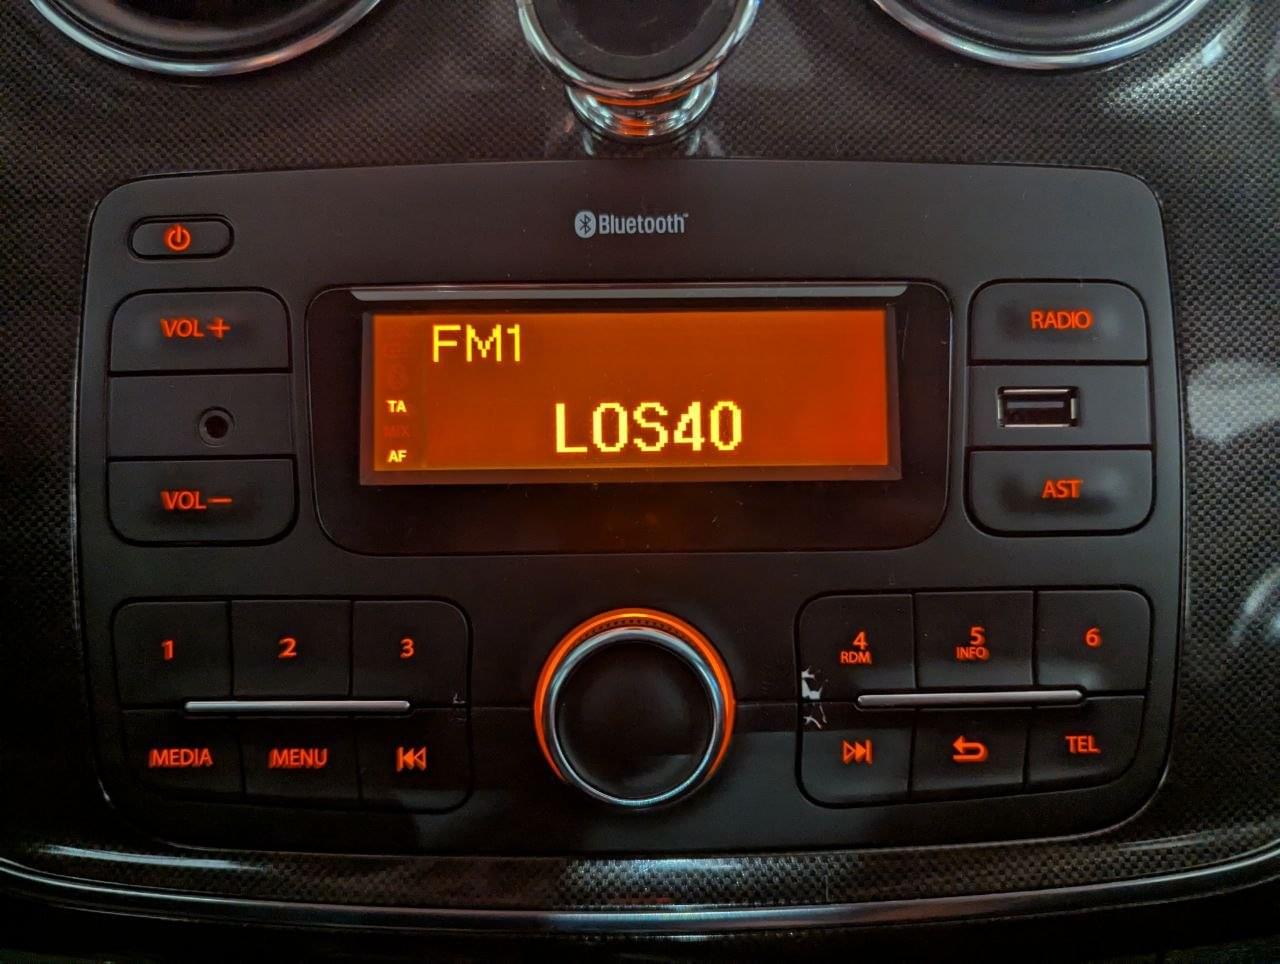 Bluetooth
VOL +
RADIO
FM1
TA
LOS40
AF
VOL −
AST
1
2
3
4
RDM
5
INFO
6
MEDIA
MENU
TEL